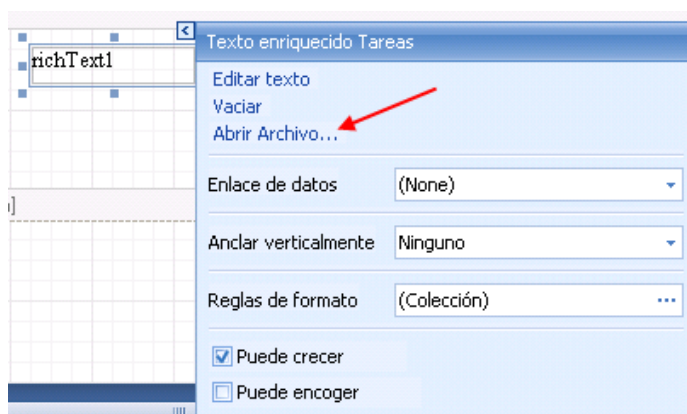 richText1
Texto enriquecido Tareas
Editar texto
Vaciar
Abrir Archivo...
Enlace de datos (None)
Anclar verticalmente Ninguno
Reglas de formato (Colección) ...
Puede crecer
Puede encoger